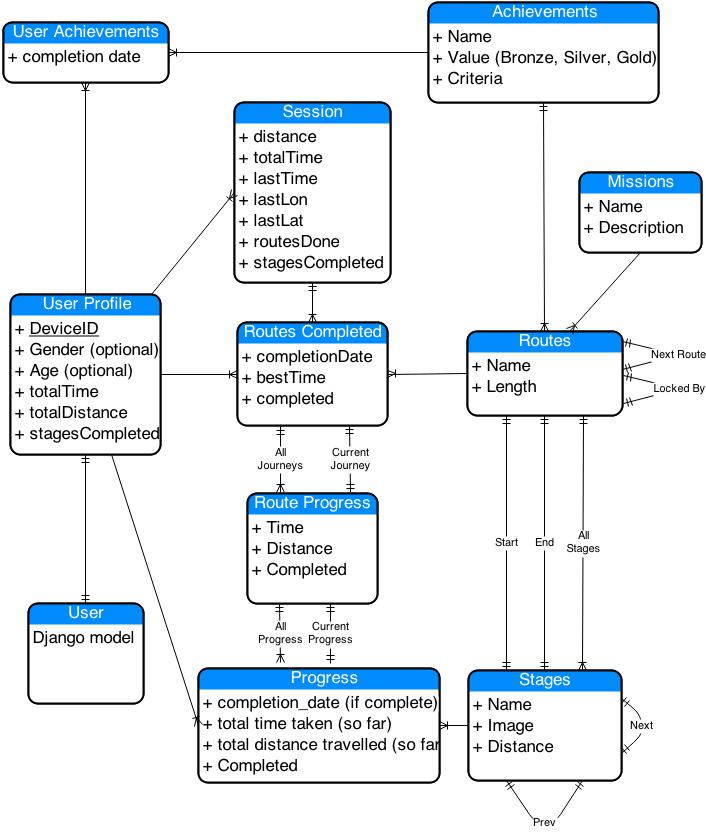 User Achievements
+ completion date
Achievements
+ Name
+ Value (Bronze, Silver, Gold)
+ Criteria
Session
+ distance
+ totalTime
+ lastTime
+ lastLon
+ lastLat
+ routesDone
+ stagesCompleted
Missions
+ Name
+ Description
User Profile
+ DeviceID
+ Gender (optional)
+ Age (optional)
+ totalTime
+ totalDistance
+ stagesCompleted
Routes Completed
+ completionDate
+ bestTime
+ completed
Routes
+ Name
+ Length
Next Route
Locked By
All
Journeys
Current
Journey
Route Progress
+ Time
+ Distance
+ Completed
Start
End
All
Stages
User
Django model
All
Progress
Current
Progress
Progress
+ completion_date (if complete)
+ total time taken (so far)
+ total distance travelled (so far
+ Completed
Stages
+ Name
+ Image
+ Distance
Next
Prev